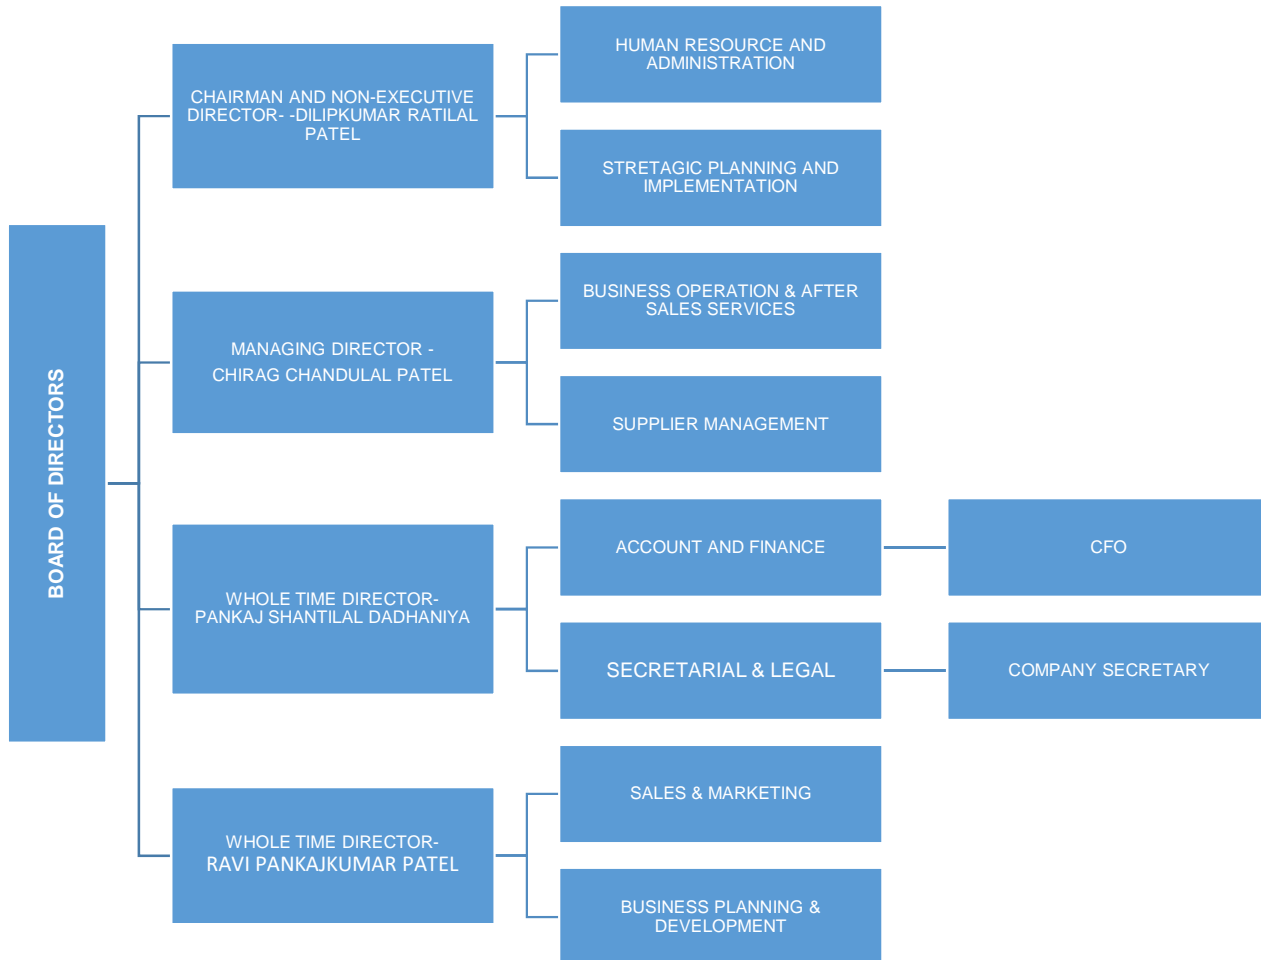 BOARD OF DIRECTORS
CHAIRMAN AND NON-EXECUTIVE
DIRECTOR- -DILIPKUMAR RATILAL
PATEL
HUMAN RESOURCE AND
ADMINISTRATION
STRETAGIC PLANNING AND
IMPLEMENTATION
MANAGING DIRECTOR -
CHIRAG CHANDULAL PATEL
BUSINESS OPERATION & AFTER
SALES SERVICES
SUPPLIER MANAGEMENT
WHOLE TIME DIRECTOR-
PANKAJ SHANTILAL DADHANIYA
ACCOUNT AND FINANCE
CFO
SECRETARIAL & LEGAL
COMPANY SECRETARY
WHOLE TIME DIRECTOR-
RAVI PANKAJKUMAR PATEL
SALES & MARKETING
BUSINESS PLANNING &
DEVELOPMENT